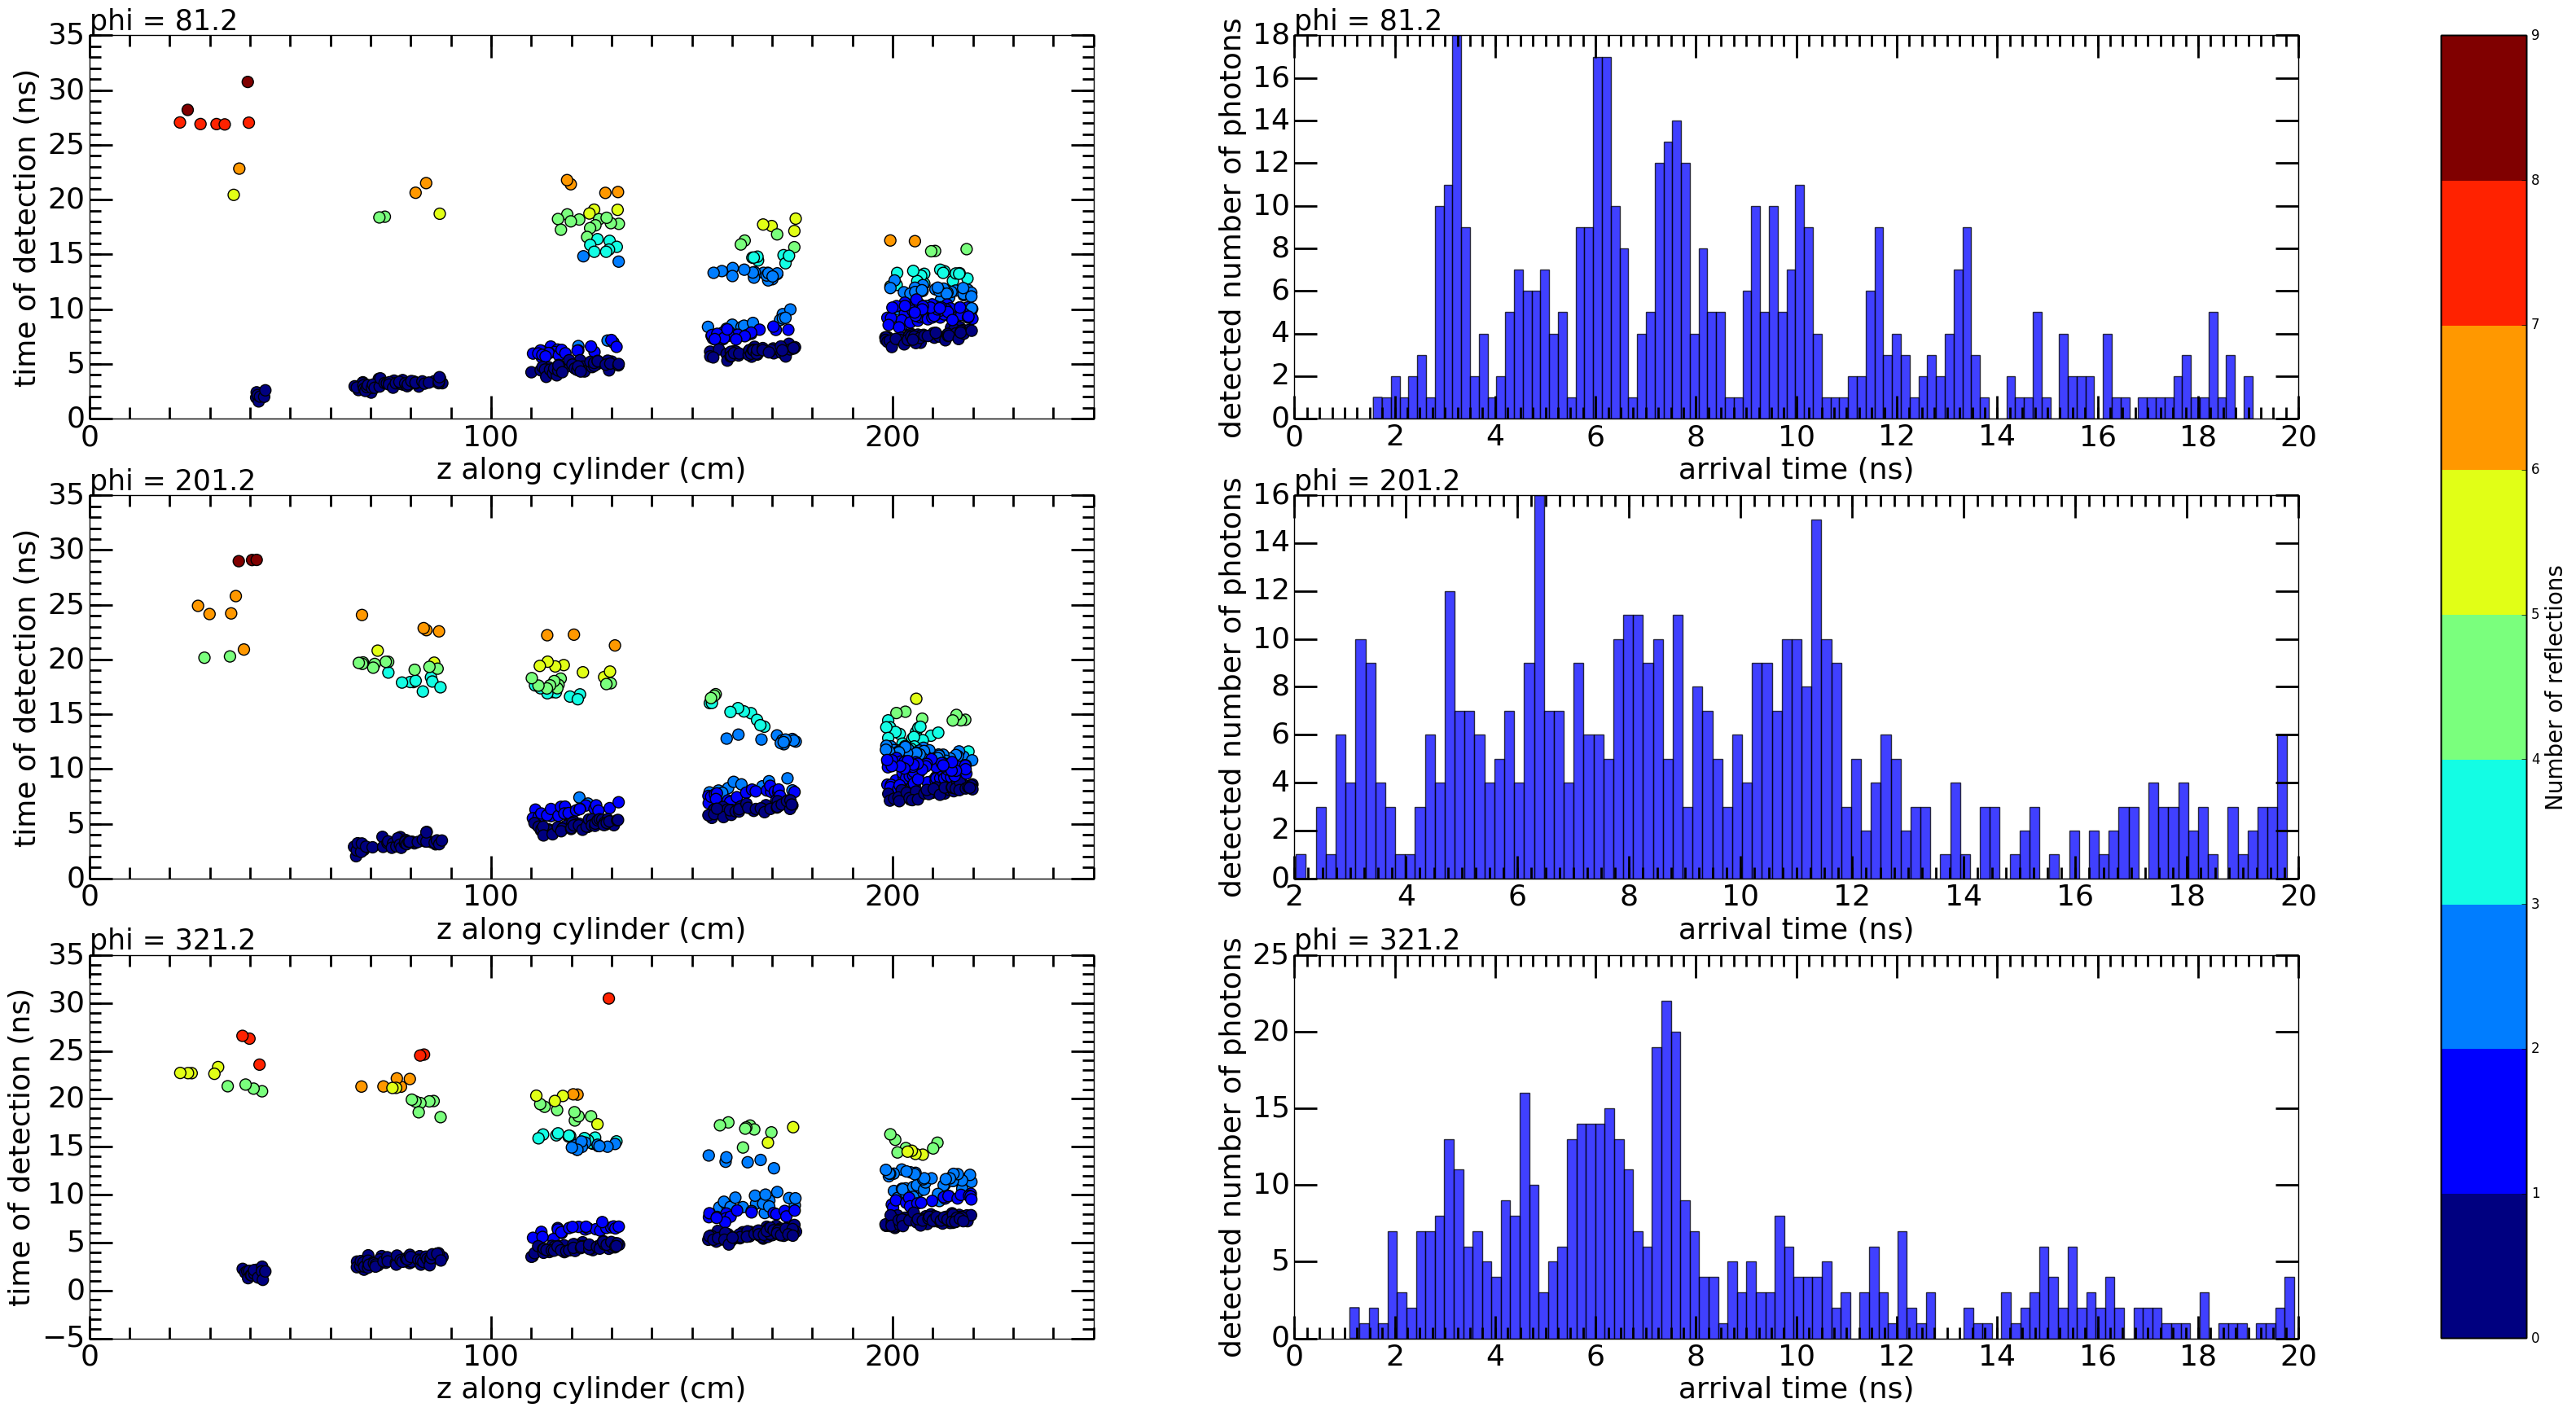 phi = 81.2
35
30
25
20
15
10
5
0
0 100 200
time of detection (ns)
z along cylinder (cm)
phi = 81.2
18
16
14
12
10
8
6
4
2
0
0 2 4 6 8 10 12 14 16 18 20
detected number of photons
arrival time (ns)
phi = 201.2
35
30
25
20
15
10
5
0
0 100 200
time of detection (ns)
z along cylinder (cm)
phi = 201.2
16
14
12
10
8
6
4
2
0
2 4 6 8 10 12 14 16 18 20
detected number of photons
arrival time (ns)
phi = 321.2
35
30
25
20
15
10
5
0
−5
0 100 200
time of detection (ns)
z along cylinder (cm)
phi = 321.2
25
20
15
10
5
0
0 2 4 6 8 10 12 14 16 18 20
detected number of photons
arrival time (ns)
9
8
7
6
5
4
3
2
1
0
Number of reflections